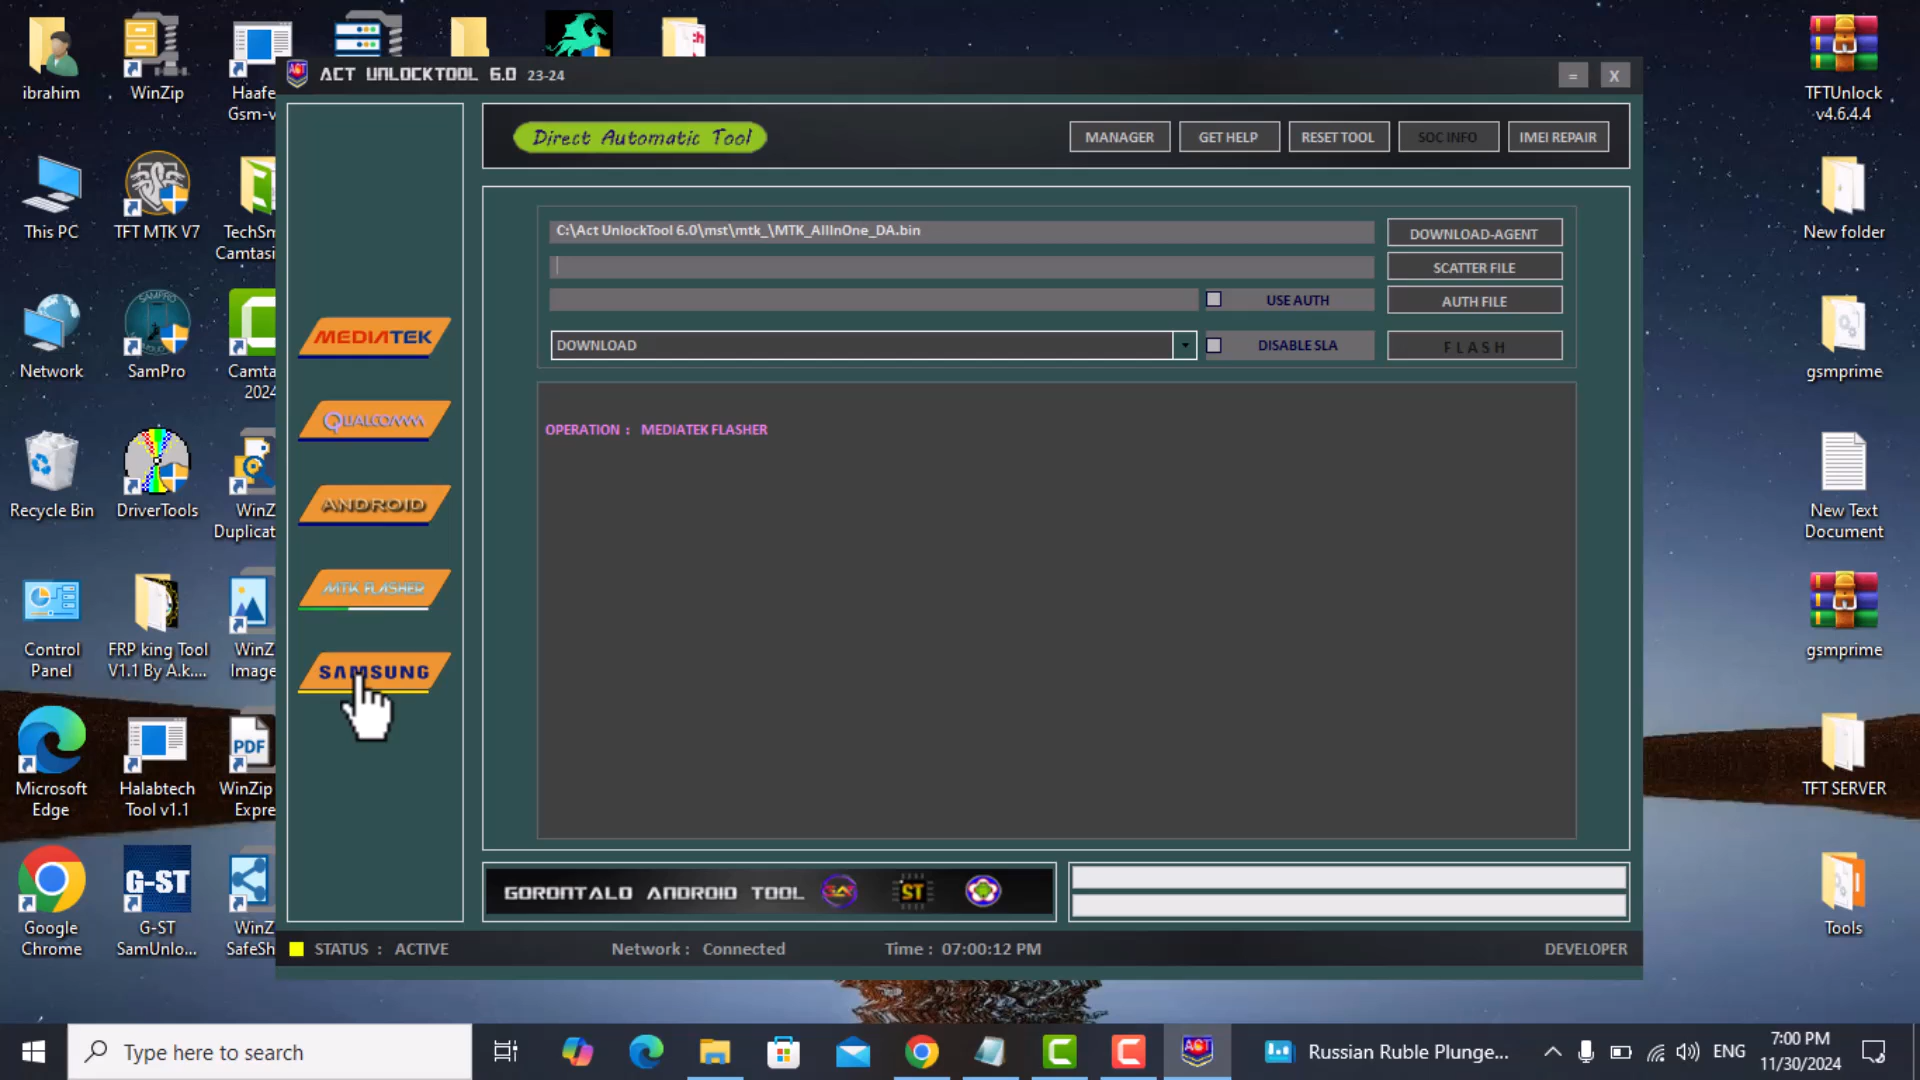 ACT UNLOCKTOOL 6.0 23-24
= X
Direct Automatic Tool
MANAGER
GET HELP
RESET TOOL
SOC INFO
IMEI REPAIR
C:\Act UnlockTool 6.0\mst\mtk_\MTK_AllInOne_DA.bin
DOWNLOAD-AGENT
SCATTER FILE
USE AUTH
AUTH FILE
DOWNLOAD
DISABLE SLA
FLASH
OPERATION : MEDIATEK FLASHER
MEDIATEK
QUALCOMM
ANDROID
MTK FLASHER
SAMSUNG
GORONTALO ANDROID TOOL
ST
STATUS : ACTIVE
Network : Connected
Time : 07:00:12 PM
DEVELOPER
ibrahim
WinZip
Haafe
Gsm-v
This PC
TFT MTK V7
TechSm
Camtasi
Network
SamPro
Camta
2024
Recycle Bin
DriverTools
WinZ
Duplicat
Control
Panel
FRP king Tool
V1.1 By A.k....
WinZ
Image
Microsoft
Edge
Halabtech
Tool v1.1
PDF
WinZip
Expre
Google
Chrome
G-ST
G-ST
SamUnlo...
WinZ
SafeSh
TFTUnlock
v4.6.4.4
New folder
gsmprime
New Text
Document
gsmprime
TFT SERVER
Tools
Type here to search
ACT
Russian Ruble Plunge...
ENG
7:00 PM
11/30/2024